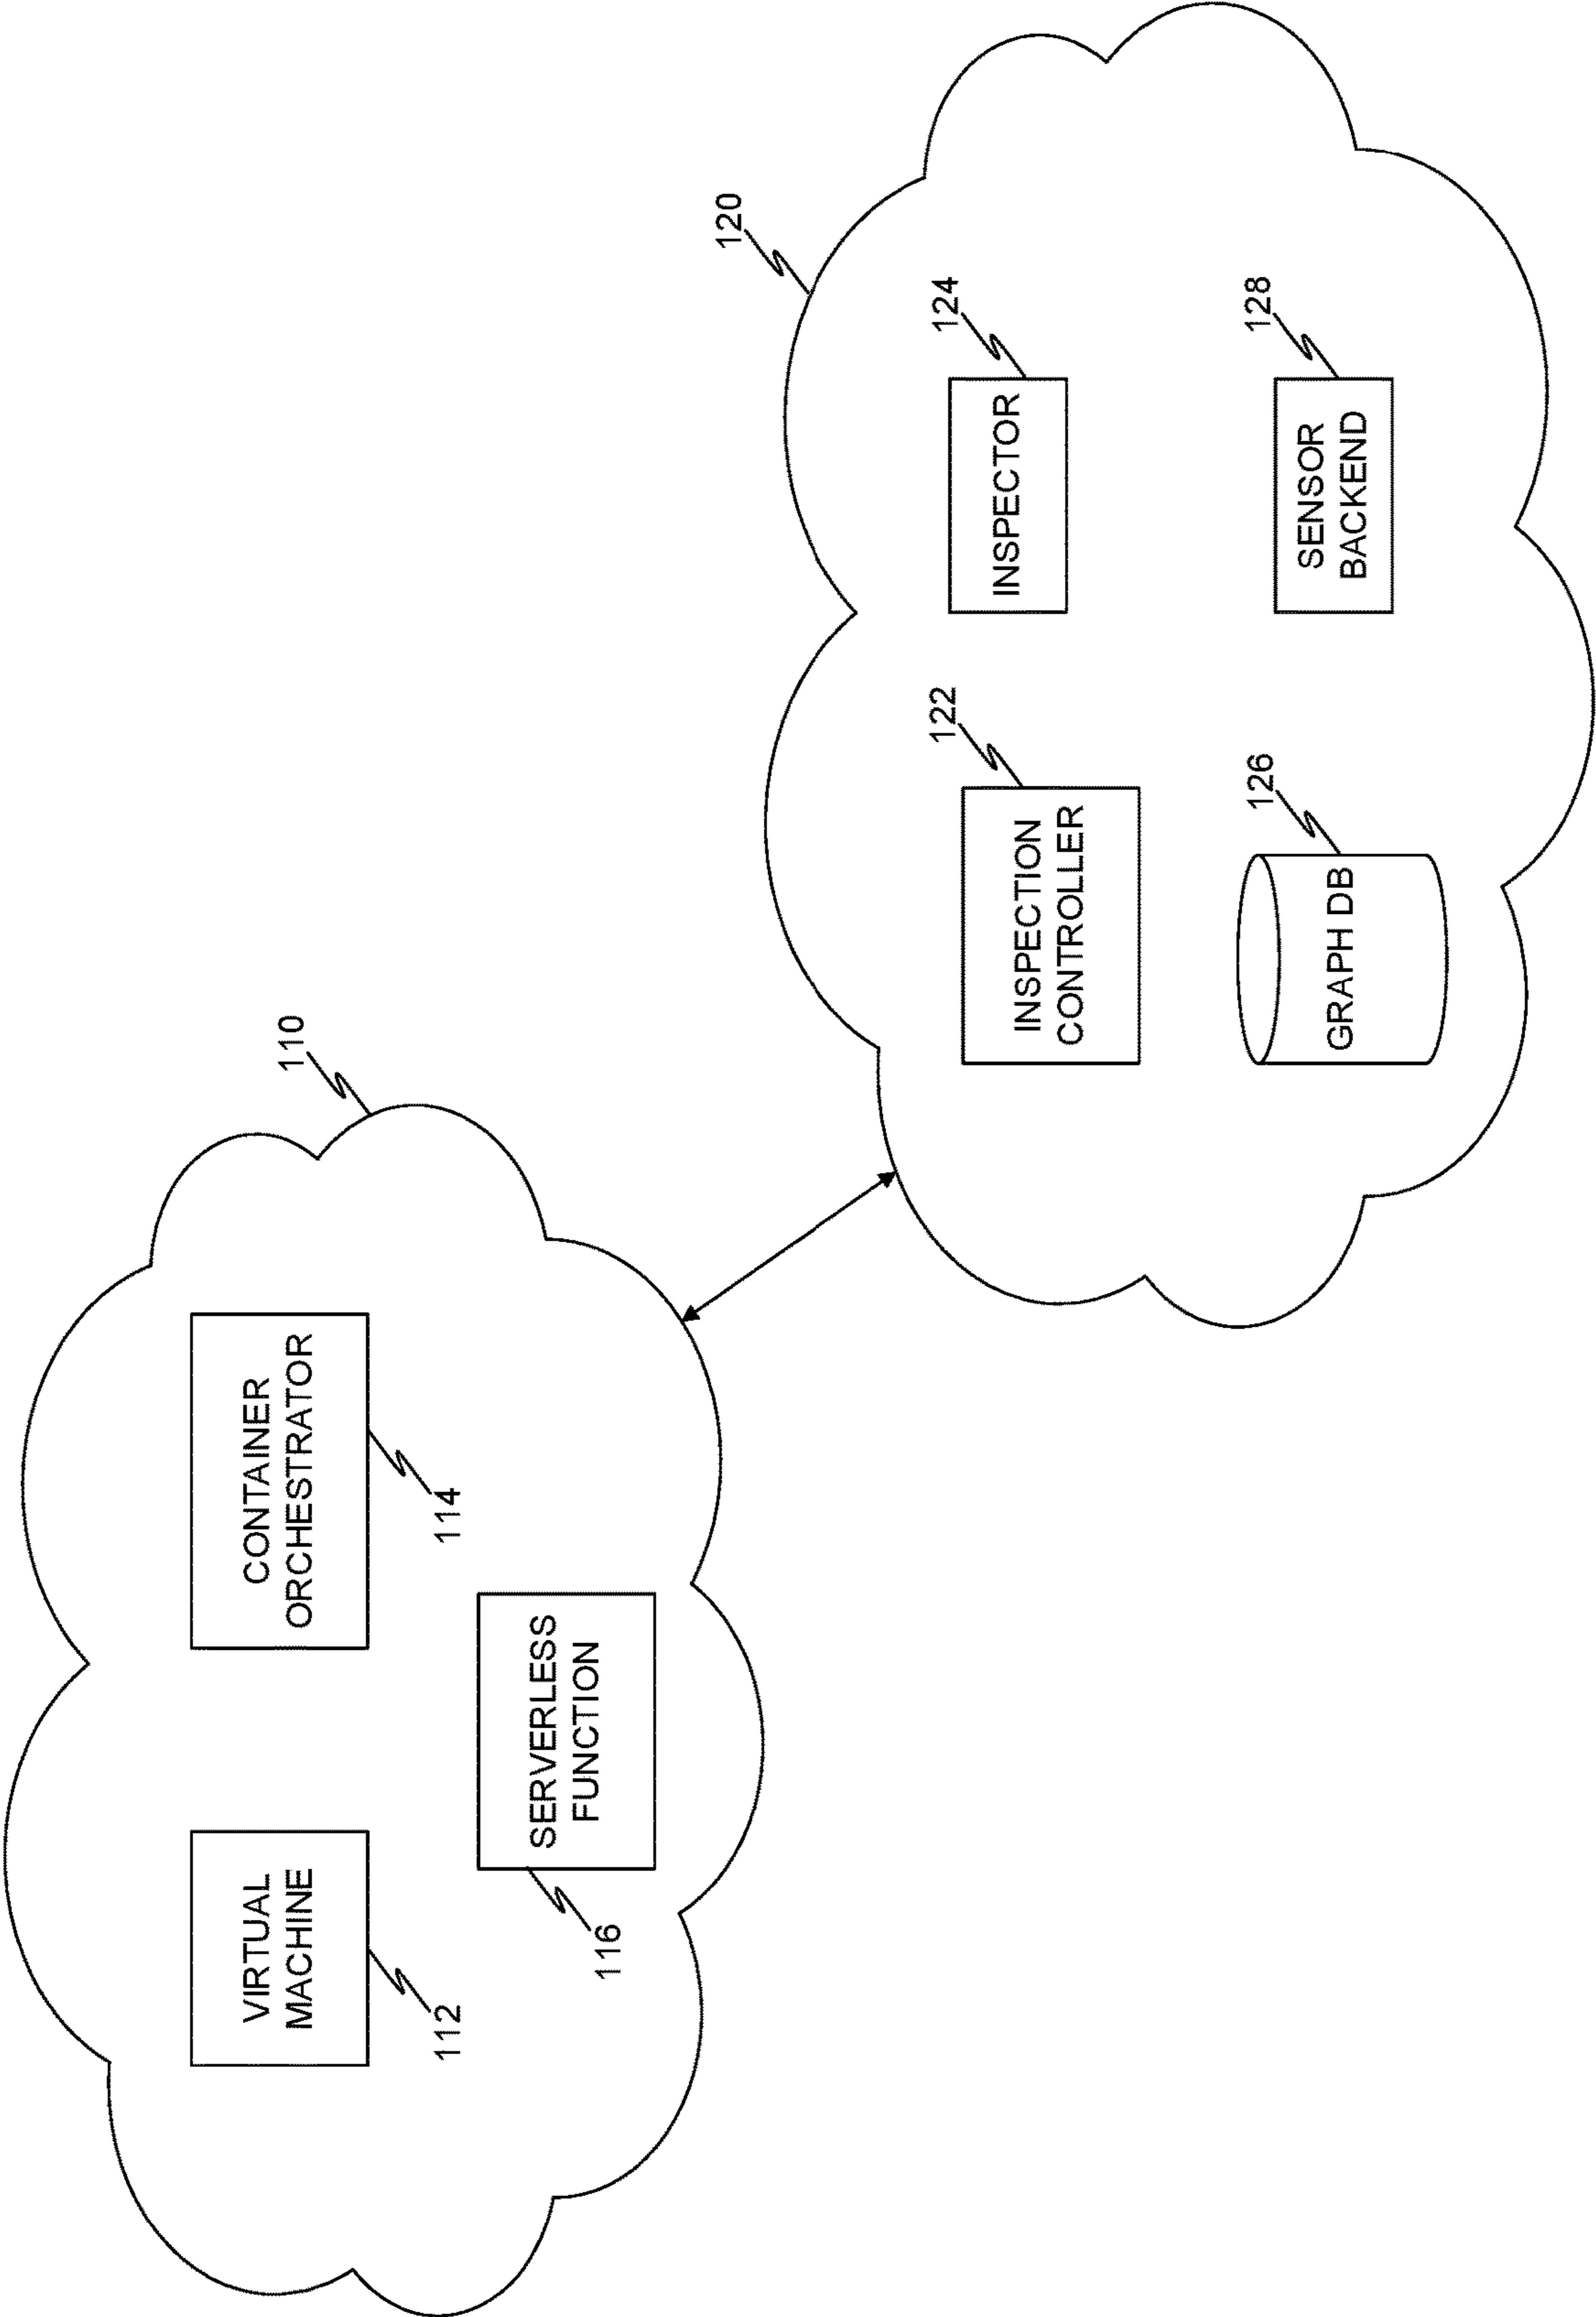 110
VIRTUAL
MACHINE
112
CONTAINER
ORCHESTRATOR
114
SERVERLESS
FUNCTION
116
120
INSPECTION
CONTROLLER
122
INSPECTOR
124
GRAPH DB
126
SENSOR
BACKEND
128